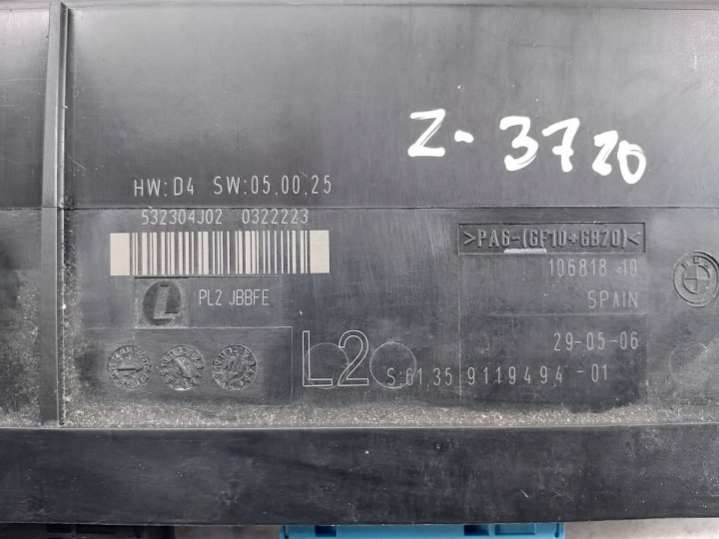 Z-3720
HW:D4 SW:05.00.25
532304J02 0322223
>PA6-(GF10+GB20)<
106818-10
PL2 JBBFE
SPAIN
29-05-06
L2
S:61.35 9119494-01